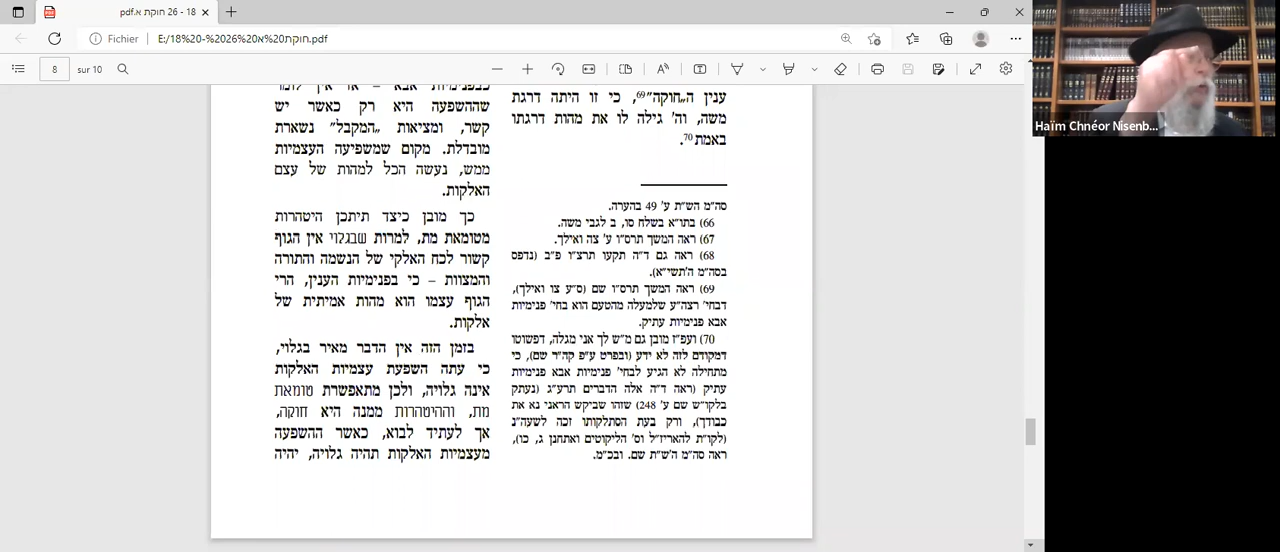 18 - 26 חוקת א.pdf
Fichier
E:/18%20-%2026%20חוקת%20א.pdf
8
sur 10
Haïm Chnéor Nisenb...
ענין ה„חוקה"69, כי זו היתה דרגת
משה, וה' גילה לו את מהות דרגתו
באמת70.
סה"מ הש"ת ע' 49 בהערה.
66) בתו"א בשלח סו, ב לגבי משה.
67) ראה המשך תרס"ו ע' צה ואילך.
68) ראה גם ד"ה תקעו תרצ"ו פ"ב (נדפס
בסה"מ ה'תשי"א).
69) ראה המשך תרס"ו שם (ס"ע צו ואילך),
דבחי' רצה"ע שלמעלה מהטעם הוא בחי' פנימיות
אבא פנימיות עתיק.
70) ועפ"ז מובן גם מ"ש לך אני מגלה, דפשוטו
דמקודם לזה לא ידע (ובפרט ע"פ קה"ר שם), כי
מתחילה לא הגיע לבחי' פנימיות אבא פנימיות
עתיק (ראה ד"ה אלה הדברים תרע"ג (נעתק
בלקו"ש שם ע' 248) שזהו שביקש הראני נא את
כבודך), ורק בעת הסתלקותו זכה לשעה"נ
(לקו"ת להאריז"ל וס' הליקוטים ואתחנן ג, כו),
ראה סה"מ ה'ש"ת שם. ובכ"מ.
כבפנימיות אבא – אז אין לומר
שההשפעה היא רק כאשר יש
קשר, ומציאות „המקבל" נשארת
מובדלת. מקום שמשפיעה העצמיות
ממש, נעשה הכל למהות של עצם
האלקות.
כך מובן כיצד תיתכן היטהרות
מטומאת מת, למרות שבגלוי אין הגוף
קשור לכח האלקי של הנשמה והתורה
והמצוות – כי בפנימיות הענין, הרי
הגוף עצמו הוא מהות אמיתית של
אלקות.
בזמן הזה אין הדבר מאיר בגלוי,
כי עתה השפעת עצמיות האלקות
אינה גלויה, ולכן מתאפשרת טומאת
מת, וההיטהרות ממנה היא חוקה,
אך לעתיד לבוא, כאשר ההשפעה
מעצמיות האלקות תהיה גלויה, יהיה